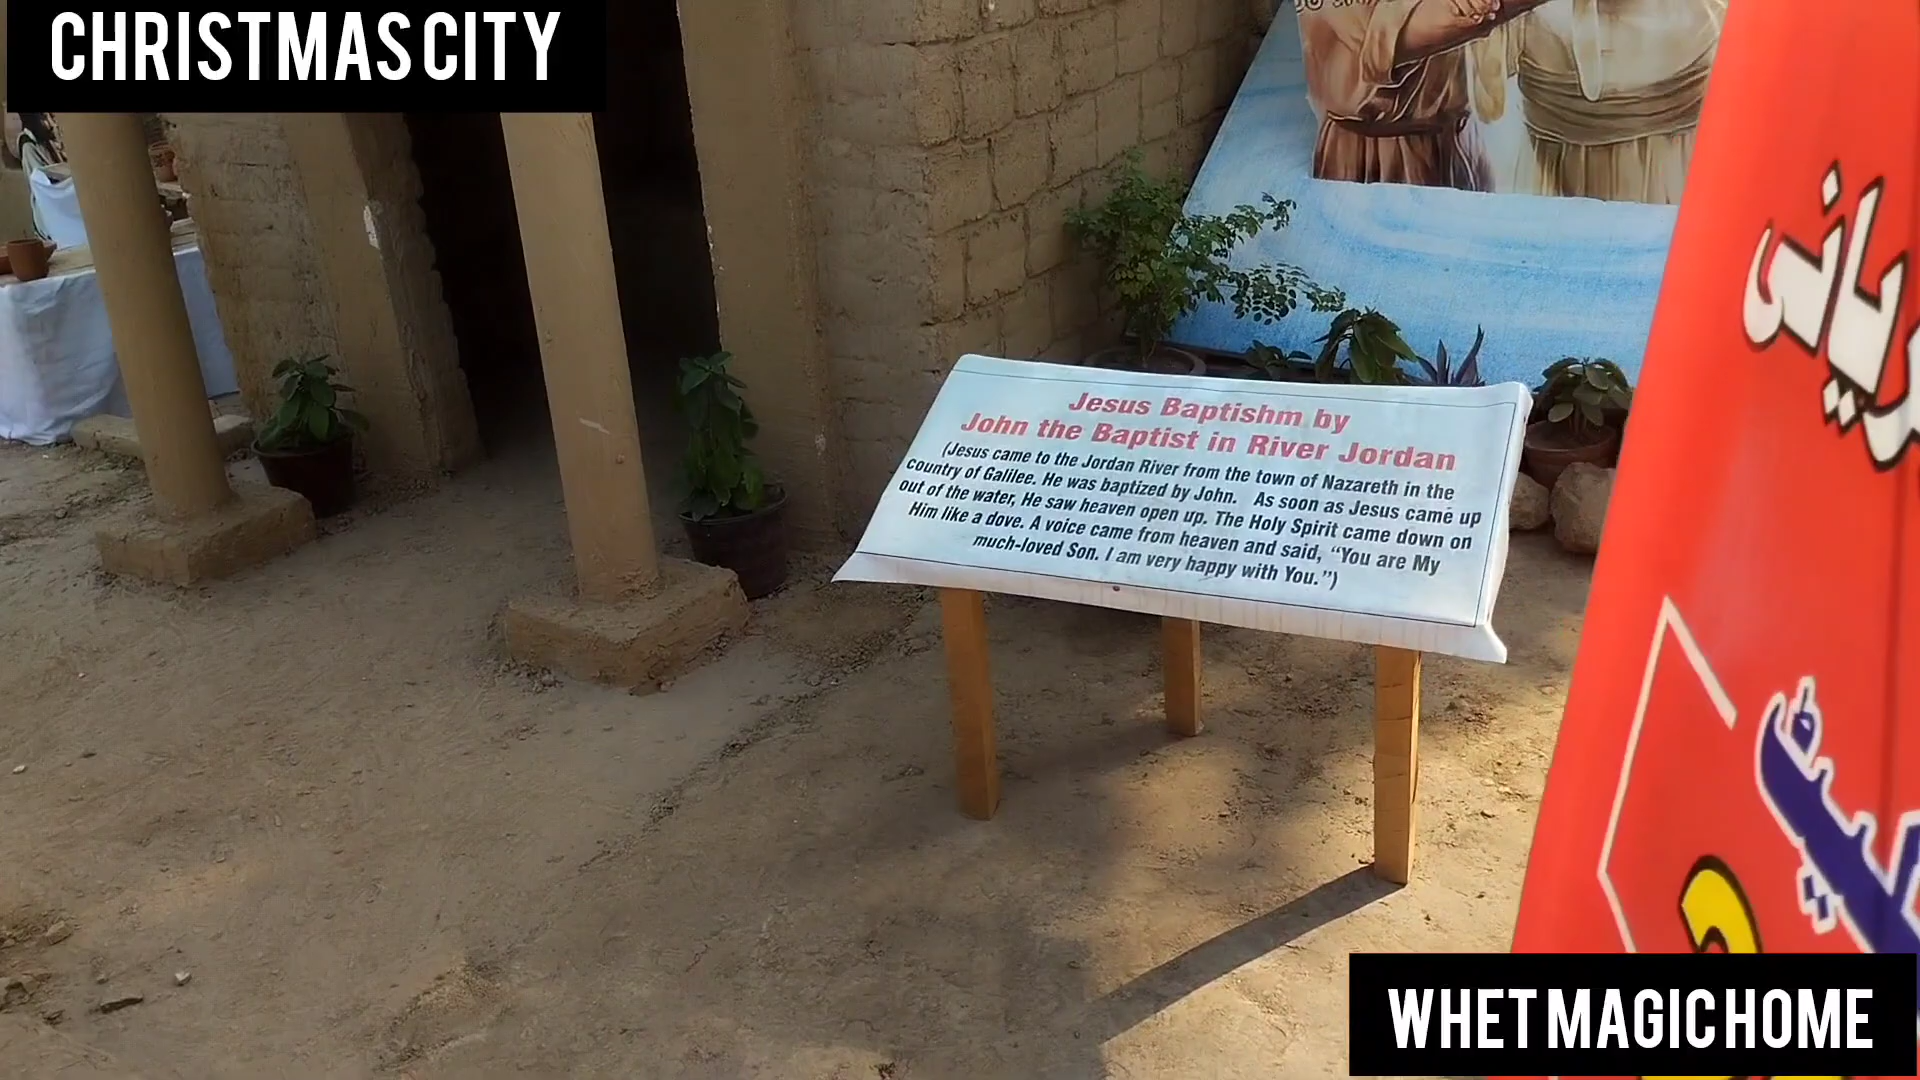 CHRISTMAS CITY
Jesus Baptishm by
John the Baptist in River Jordan
(Jesus came to the Jordan River from the town of Nazareth in the
country of Galilee. He was baptized by John. As soon as Jesus came up
out of the water, He saw heaven open up. The Holy Spirit came down on
Him like a dove. A voice came from heaven and said, “You are My
much-loved Son. I am very happy with You.”)
WHET MAGIC HOME